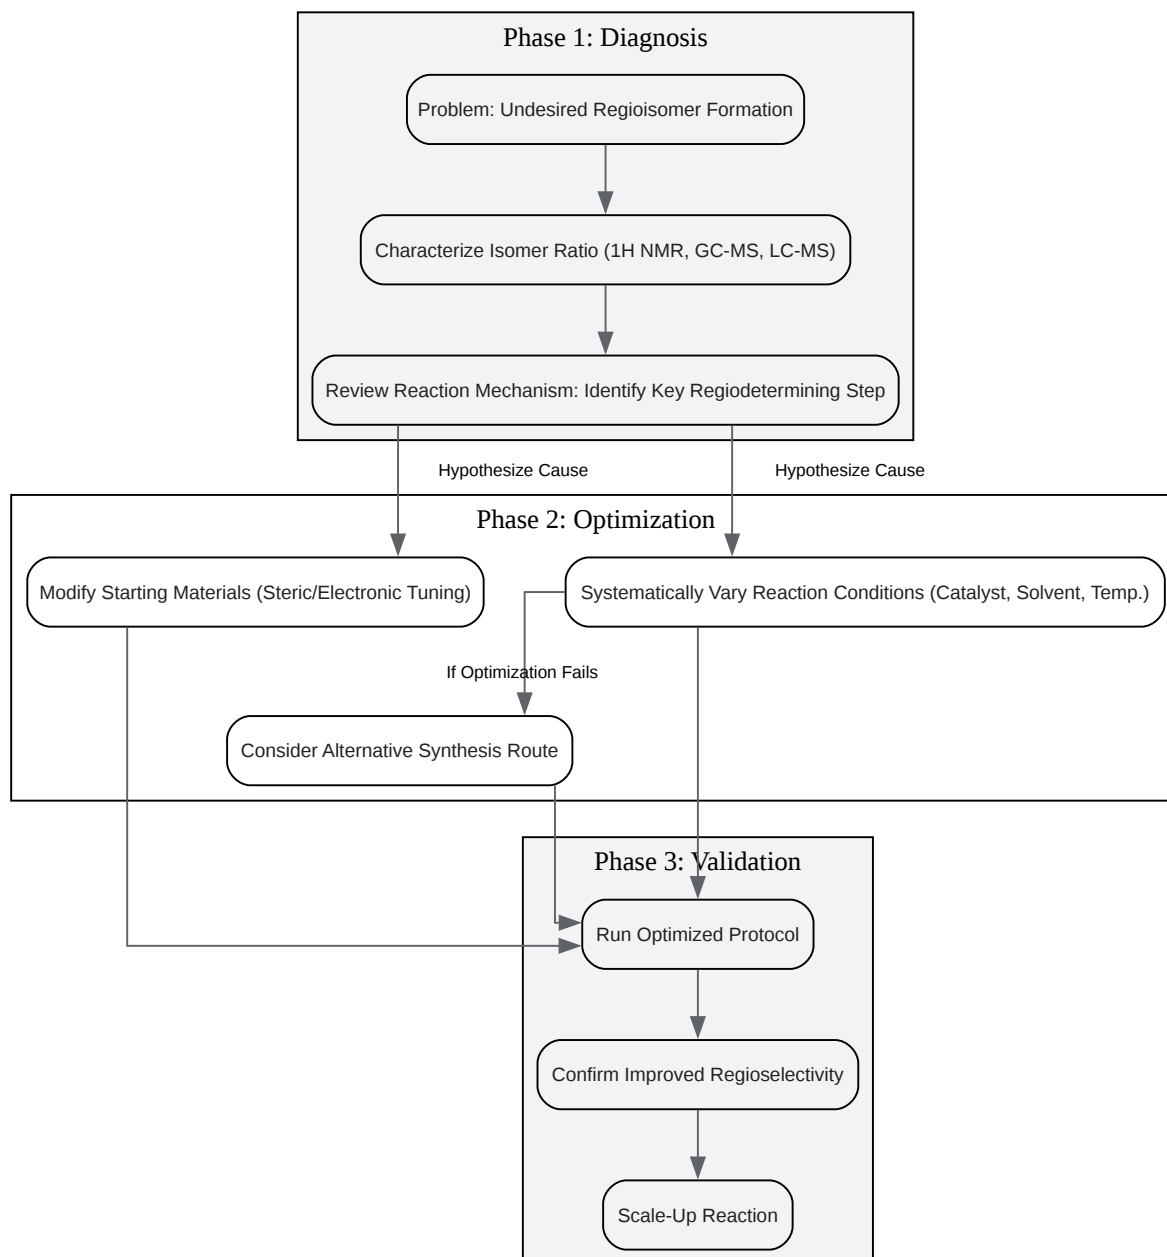 Phase 1: Diagnosis
Problem: Undesired Regioisomer Formation
Characterize Isomer Ratio (1H NMR, GC-MS, LC-MS)
Review Reaction Mechanism: Identify Key Regiodetermining Step
Hypothesize Cause
Hypothesize Cause
Phase 2: Optimization
Modify Starting Materials (Steric/Electronic Tuning)
Systematically Vary Reaction Conditions (Catalyst, Solvent, Temp.)
If Optimization Fails
Consider Alternative Synthesis Route
Phase 3: Validation
Run Optimized Protocol
Confirm Improved Regioselectivity
Scale-Up Reaction